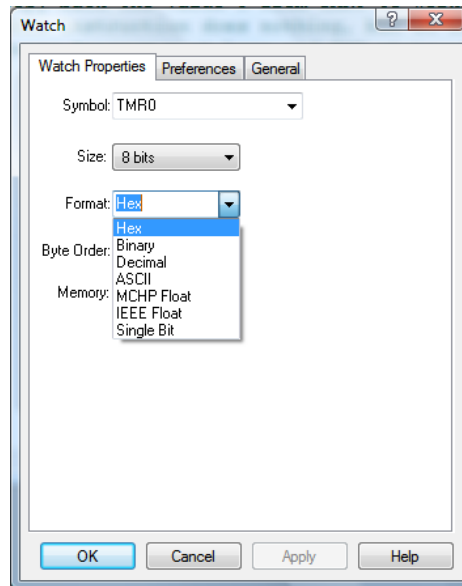 Watch
Watch Properties Preferences General
Symbol: TMR0
Size: 8 bits
Format: Hex
Hex
Binary
Byte Order:
Decimal
ASCII
Memory: MCHP Float
IEEE Float
Single Bit
OK Cancel Apply Help